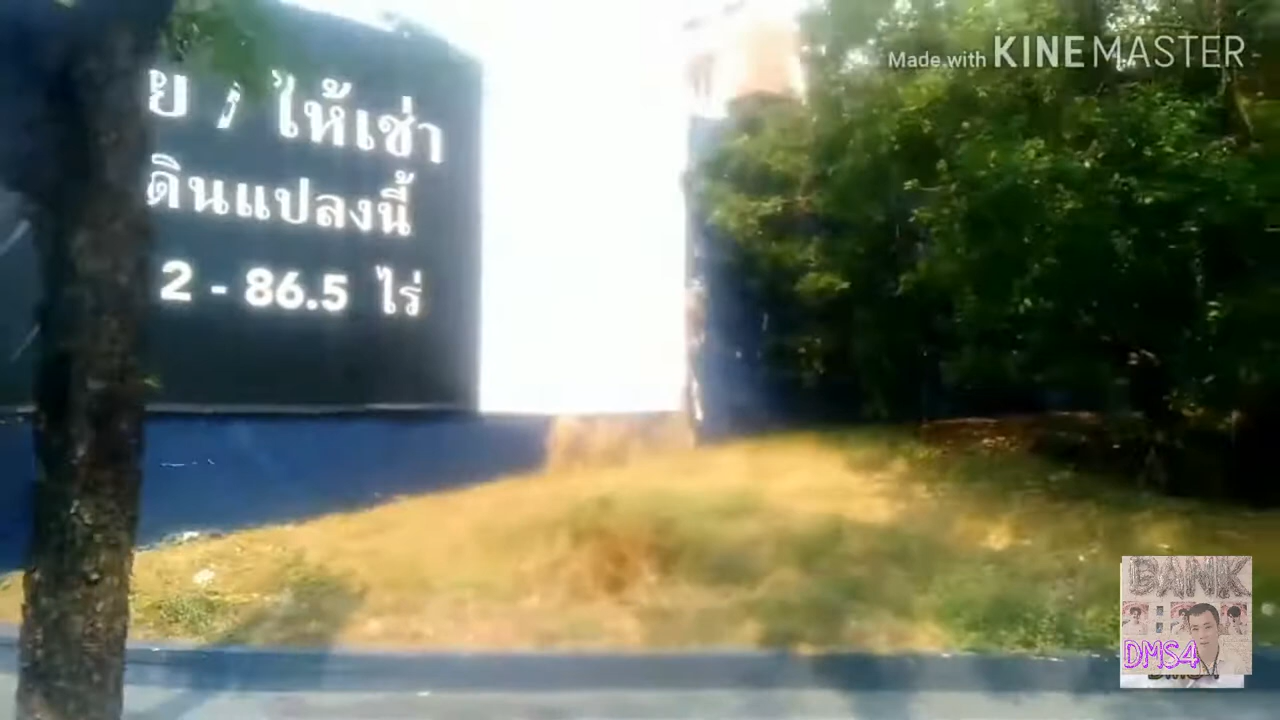 Made with KINEMASTER
ย / ให้เช่า
ดินแปลงนี้
2 - 86.5 ไร่
BANK
DMS4